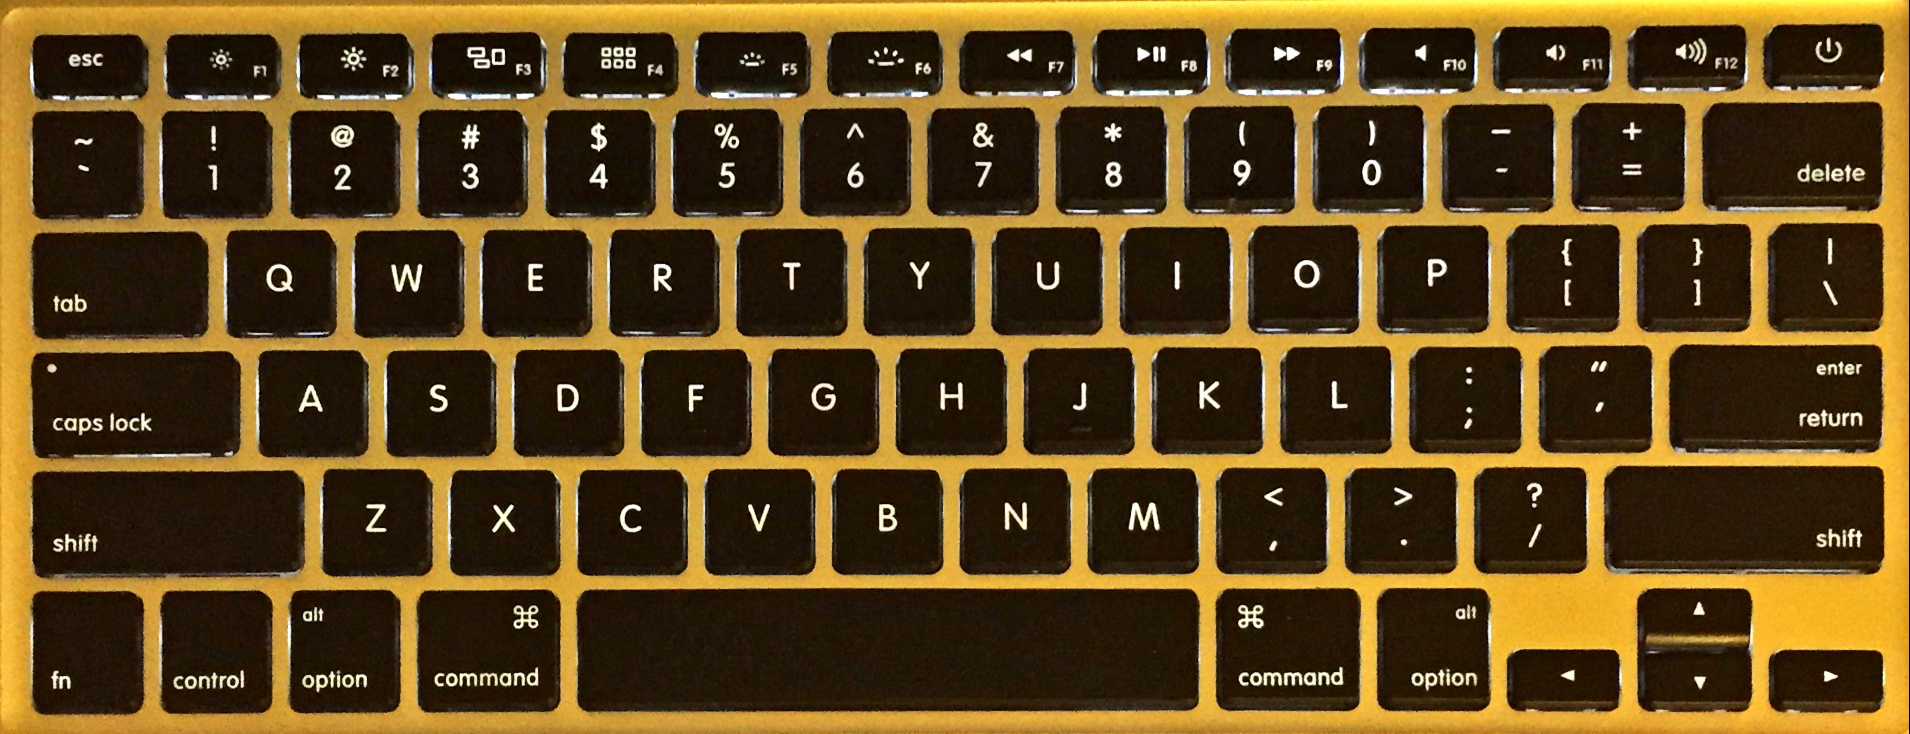 esc F1 F2 F3 F4 F5 F6 F7 F8 F9 F10 F11 F12
~ ! @ # $ % ^ & * ( ) — +
` 1 2 3 4 5 6 7 8 9 0 - = delete
Q W E R T Y U I O P { } |
tab [ ] \
enter
A S D F G H J K L : "
caps lock ; ' return
Z X C V B N M < > ?
shift , . / shift
alt ⌘ ⌘ alt ▲
fn control option command command option ◄ ▼ ►